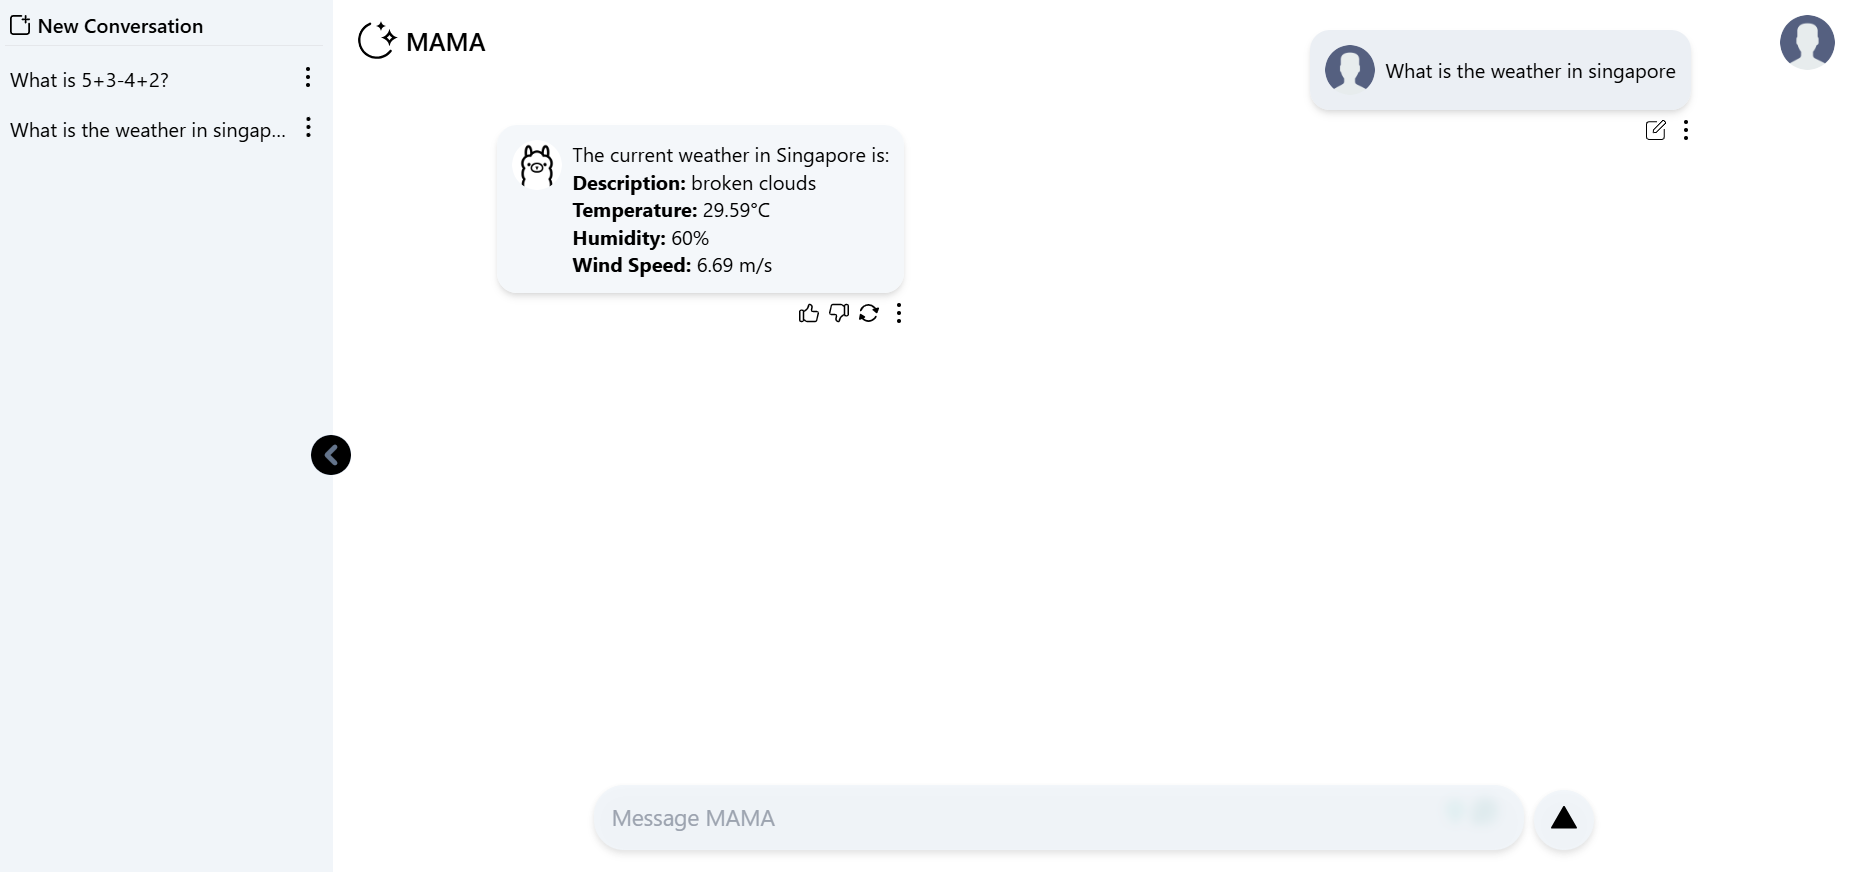 New Conversation
What is 5+3-4+2?
What is the weather in singap...
MAMA
What is the weather in singapore
The current weather in Singapore is:
Description: broken clouds
Temperature: 29.59°C
Humidity: 60%
Wind Speed: 6.69 m/s
Message MAMA